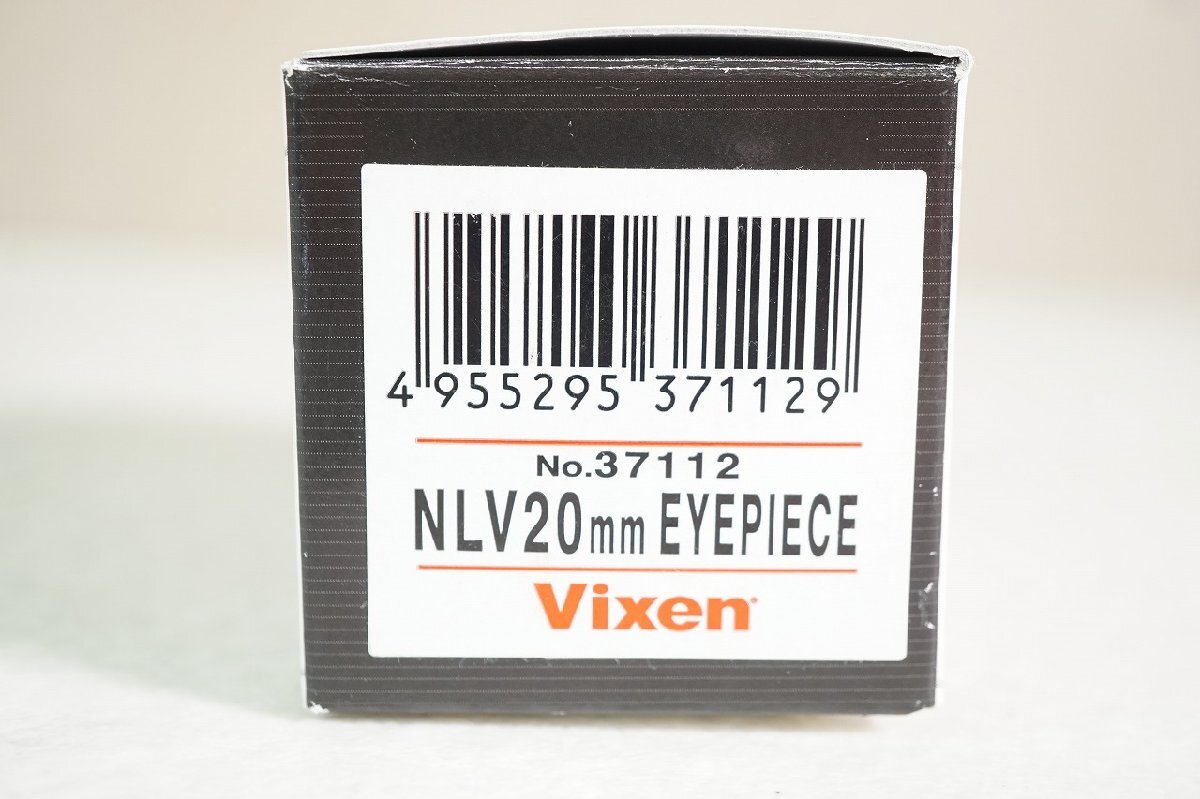 4 955295 371129
No.37112
NLV20mm EYEPIECE
Vixen